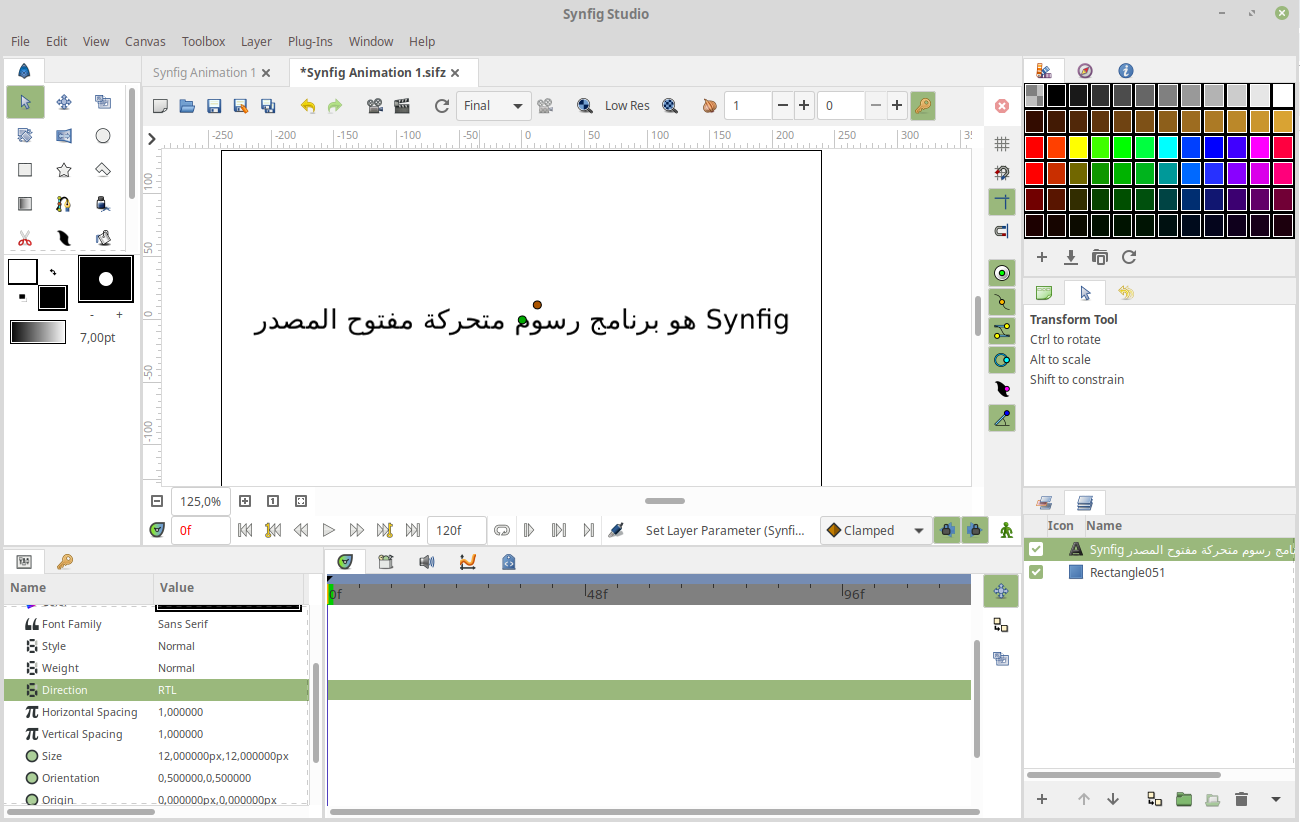 Synfig Studio
File Edit View Canvas Toolbox Layer Plug-Ins Window Help
Synfig Animation 1
*Synfig Animation 1.sifz
Final
Low Res
1
0
-250 -200 -150 -100 -50 0 50 100 150 200 250 300
100
50
0
-50
-100
7,00pt
Synfig هو برنامج رسوم متحركة مفتوح المصدر
Transform Tool
Ctrl to rotate
Alt to scale
Shift to constrain
125,0%
0f
120f
Set Layer Parameter (Synfi...
Clamped
Icon Name
Synfig رسوم متحركة مفتوح المصدر
Rectangle051
Name Value
Font Family Sans Serif
Style Normal
Weight Normal
Direction RTL
Horizontal Spacing 1,000000
Vertical Spacing 1,000000
Size 12,000000px,12,000000px
Orientation 0,500000,0,500000
Origin 0,000000px,0,000000px
0f 48f 96f